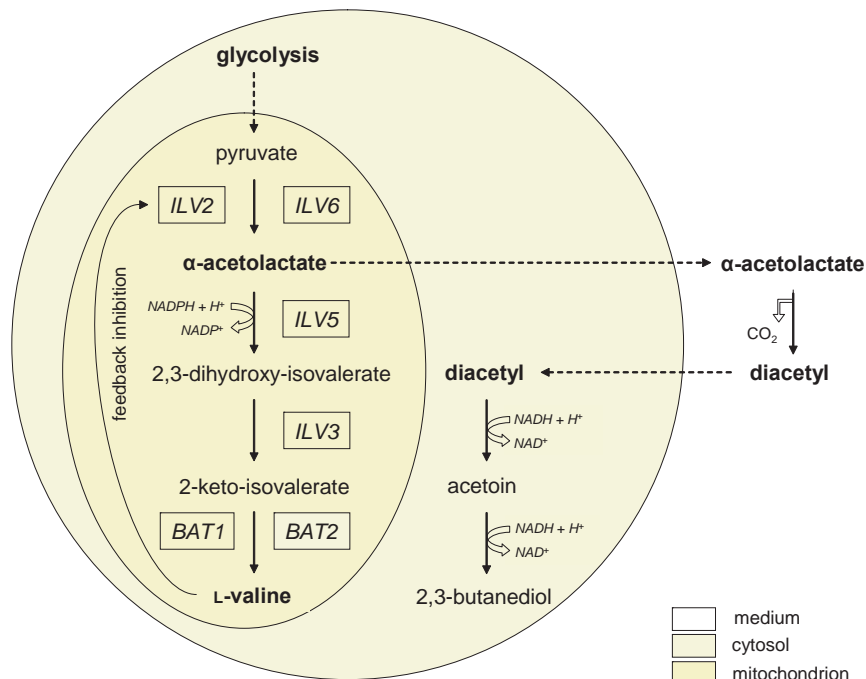 glycolysis
pyruvate
ILV2
ILV6
α-acetolactate
α-acetolactate
NADPH + H⁺
NADP⁺
ILV5
CO₂
feedback inhibition
2,3-dihydroxy-isovalerate
diacetyl
diacetyl
ILV3
NADH + H⁺
NAD⁺
2-keto-isovalerate
acetoin
BAT1
BAT2
NADH + H⁺
NAD⁺
L-valine
2,3-butanediol
medium
cytosol
mitochondrion